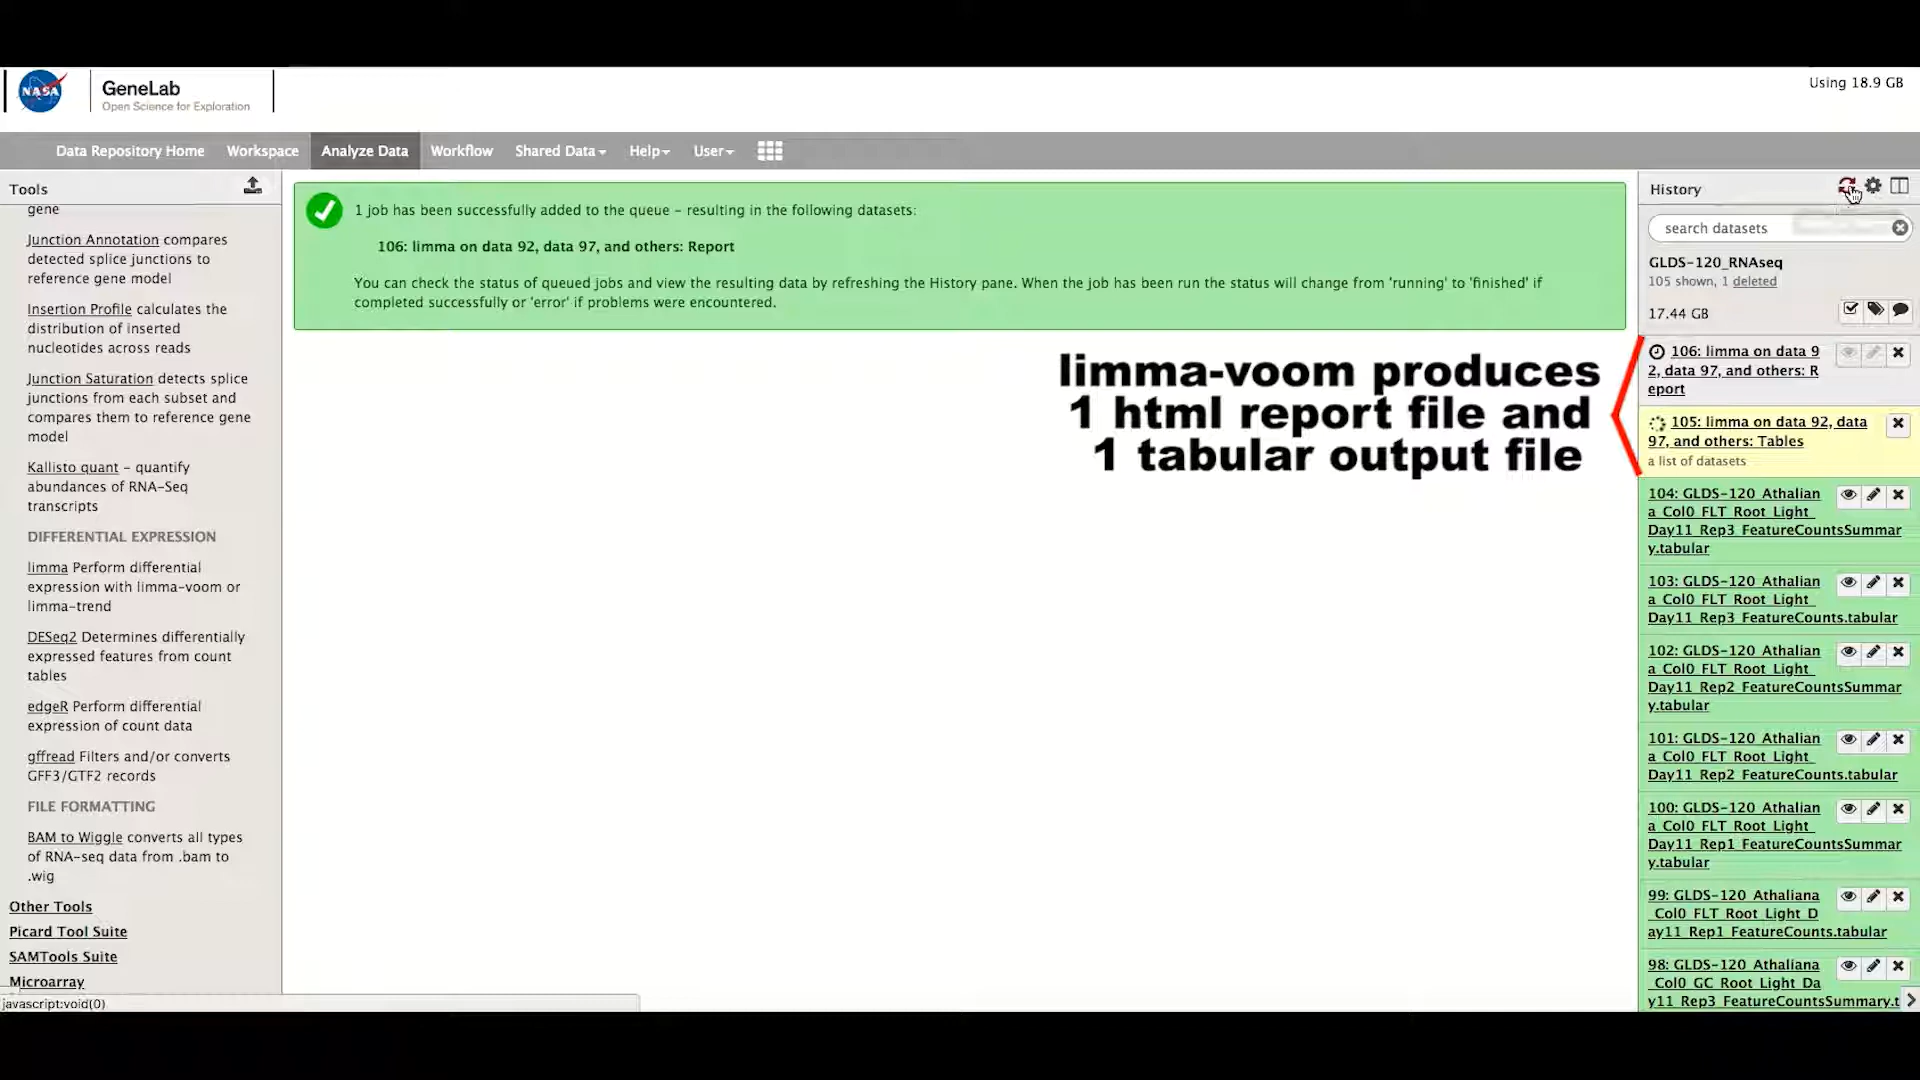 NASA
GeneLab
Open Science for Exploration
Using 18.9 GB
Data Repository Home
Workspace
Analyze Data
Workflow
Shared Data
Help
User
Tools
gene
Junction Annotation compares
detected splice junctions to
reference gene model
Insertion Profile calculates the
distribution of inserted
nucleotides across reads
Junction Saturation detects splice
junctions from each subset and
compares them to reference gene
model
Kallisto quant - quantify
abundances of RNA-Seq
transcripts
DIFFERENTIAL EXPRESSION
limma Perform differential
expression with limma-voom or
limma-trend
DESeq2 Determines differentially
expressed features from count
tables
edgeR Perform differential
expression of count data
gffread Filters and/or converts
GFF3/GTF2 records
FILE FORMATTING
BAM to Wiggle converts all types
of RNA-seq data from .bam to
.wig
Other Tools
Picard Tool Suite
SAMTools Suite
Microarray
javascript:void(0)
1 job has been successfully added to the queue – resulting in the following datasets:
106: limma on data 92, data 97, and others: Report
You can check the status of queued jobs and view the resulting data by refreshing the History pane. When the job has been run the status will change from 'running' to 'finished' if
completed successfully or 'error' if problems were encountered.
limma-voom produces
1 html report file and
1 tabular output file
History
search datasets
GLDS-120_RNAseq
105 shown, 1 deleted
17.44 GB
106: limma on data 9
2, data 97, and others: R
eport
105: limma on data 92, data
97, and others: Tables
a list of datasets
104: GLDS-120_Athalian
a_Col0_FLT_Root_Light_
Day11_Rep3_FeatureCountsSummar
y.tabular
103: GLDS-120_Athalian
a_Col0_FLT_Root_Light_
Day11_Rep3_FeatureCounts.tabular
102: GLDS-120_Athalian
a_Col0_FLT_Root_Light_
Day11_Rep2_FeatureCountsSummar
y.tabular
101: GLDS-120_Athalian
a_Col0_FLT_Root_Light_
Day11_Rep2_FeatureCounts.tabular
100: GLDS-120_Athalian
a_Col0_FLT_Root_Light_
Day11_Rep1_FeatureCountsSummar
y.tabular
99: GLDS-120_Athaliana
_Col0_FLT_Root_Light_D
ay11_Rep1_FeatureCounts.tabular
98: GLDS-120_Athaliana
_Col0_GC_Root_Light_Da
y11_Rep3_FeatureCountsSummary.t